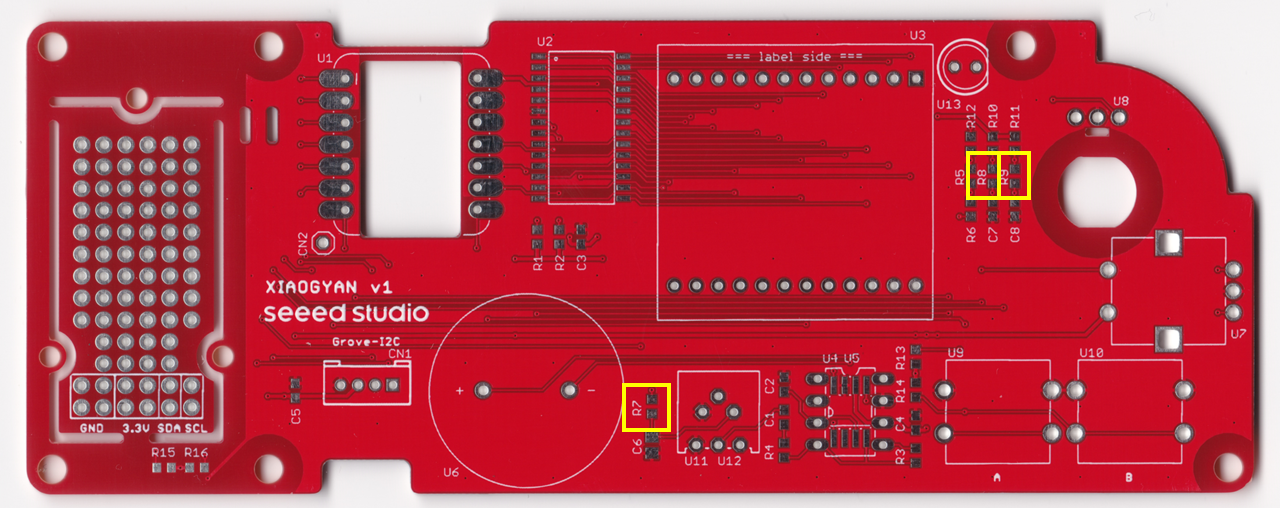 U1
U2
U3
=== label side ===
U13
R12
R10
R11
U8
R5
R8
R9
R6
C7
C8
CN2
R1
R2
C3
XIAOGYAN v1
seeed studio
Grove-I2C
CN1
U7
U4 U5
R13
U9
U10
+
-
C2
R14
C5
R7
C1
C4
GND 3.3V SDA SCL
R15 R16
U6
C6
U11 U12
R4
R3
A
B